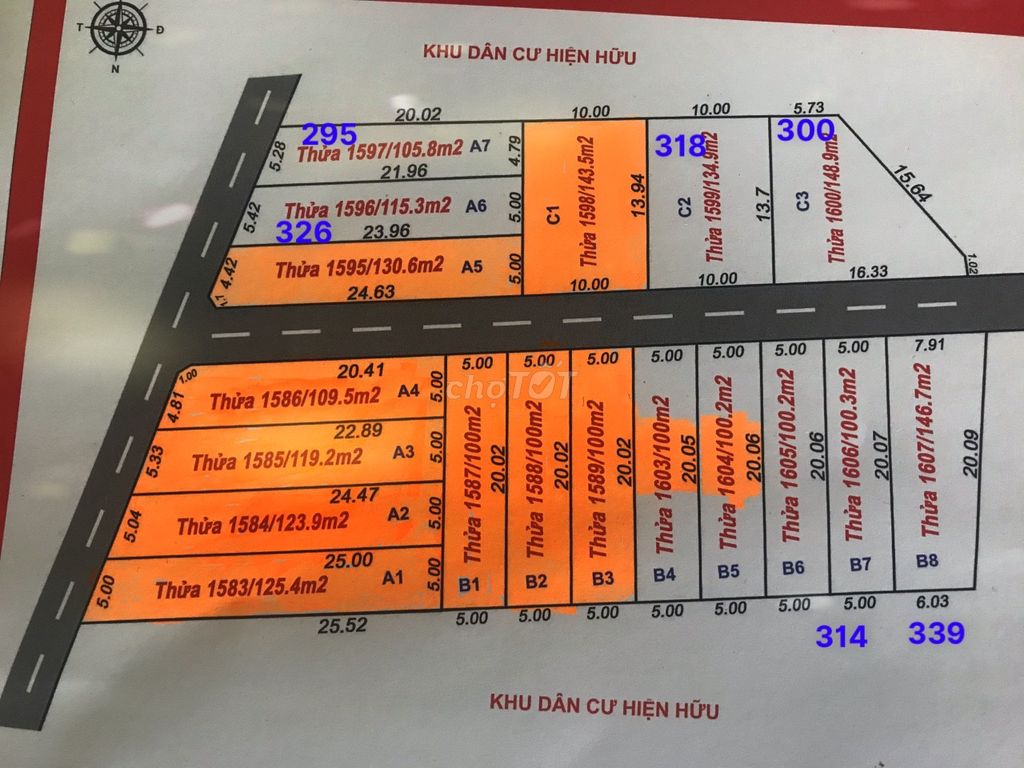 T
Đ
N
KHU DÂN CƯ HIỆN HỮU
20.02
10.00
10.00
5.73
295
318
300
5.28
Thửa 1597/105.8m2
A7
4.79
21.96
5.42
Thửa 1596/115.3m2
A6
5.00
326
23.96
4.42
Thửa 1595/130.6m2
A5
5.00
24.63
C1
Thửa 1598/143.5m2
13.94
10.00
C2
Thửa 1599/134.9m2
13.7
10.00
C3
Thửa 1600/148.9m2
15.64
16.33
1.02
1.00
20.41
4.81
Thửa 1586/109.5m2
A4
5.00
22.89
5.33
Thửa 1585/119.2m2
A3
5.00
24.47
5.04
Thửa 1584/123.9m2
A2
5.00
25.00
5.00
Thửa 1583/125.4m2
A1
5.00
25.52
chợTỐT
5.00
Thửa 1587/100m2
20.02
B1
5.00
5.00
Thửa 1588/100m2
20.02
B2
5.00
5.00
Thửa 1589/100m2
20.02
B3
5.00
5.00
Thửa 1603/100m2
20.05
B4
5.00
5.00
Thửa 1604/100.2m2
20.06
B5
5.00
5.00
Thửa 1605/100.2m2
20.06
B6
5.00
5.00
Thửa 1606/100.3m2
20.07
B7
5.00
7.91
Thửa 1607/146.7m2
20.09
B8
6.03
314
339
KHU DÂN CƯ HIỆN HỮU